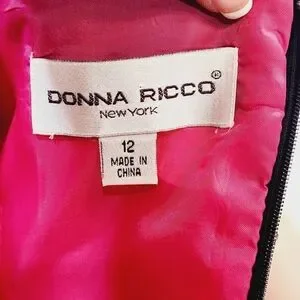 DONNA RICCO®
New York
12
MADE IN
CHINA